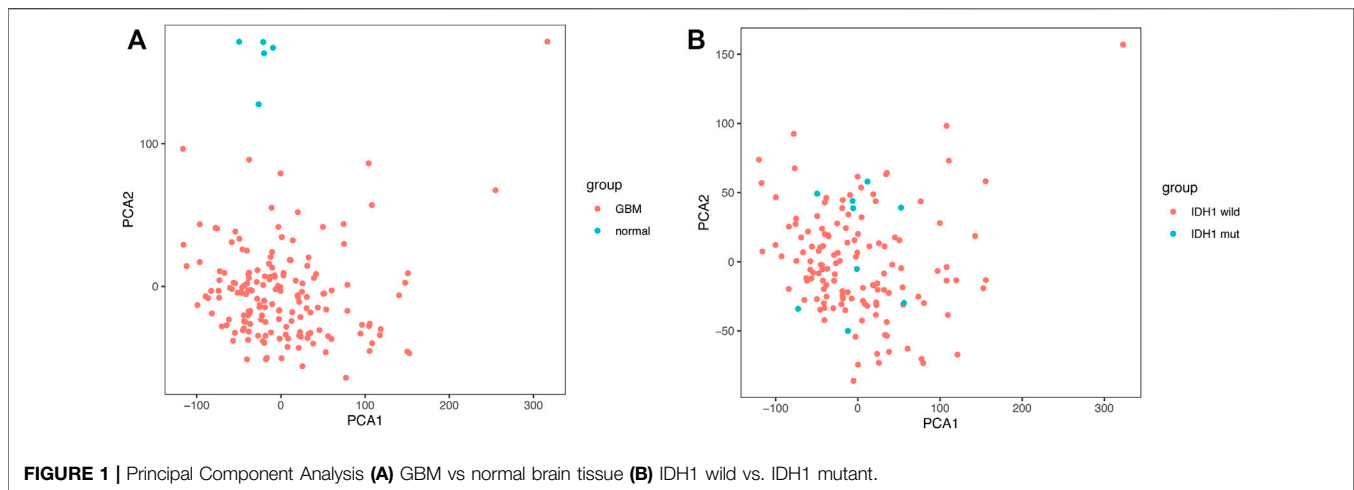 A
100
0
PCA2
−100
0
100
200
300
PCA1
group
GBM
normal
B
150
100
50
0
−50
PCA2
−100
0
100
200
300
PCA1
group
IDH1 wild
IDH1 mut
FIGURE 1 | Principal Component Analysis (A) GBM vs normal brain tissue (B) IDH1 wild vs. IDH1 mutant.